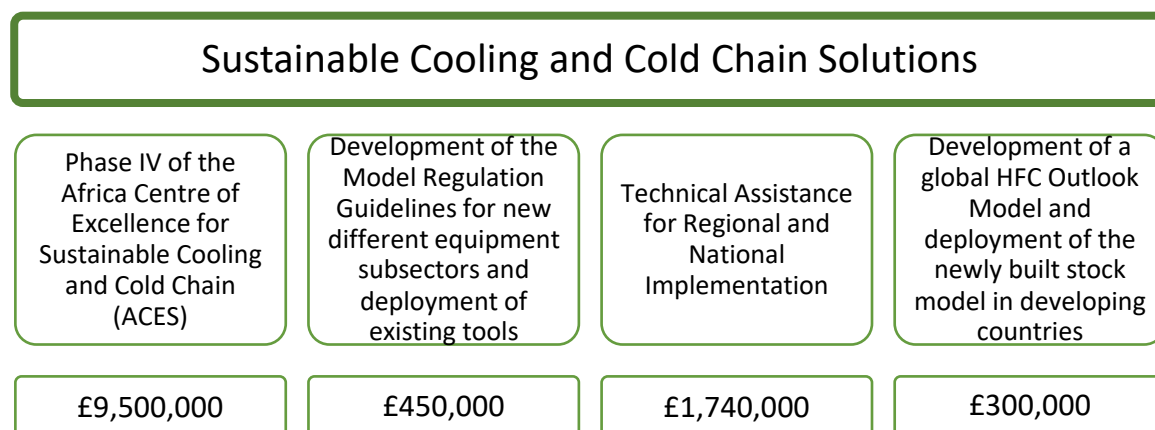 Sustainable Cooling and Cold Chain Solutions
Phase IV of the
Africa Centre of
Excellence for
Sustainable Cooling
and Cold Chain
(ACES)
Development of the
Model Regulation
Guidelines for new
different equipment
subsectors and
deployment of
existing tools
Technical Assistance
for Regional and
National
Implementation
Development of a
global HFC Outlook
Model and
deployment of the
newly built stock
model in developing
countries
£9,500,000
£450,000
£1,740,000
£300,000